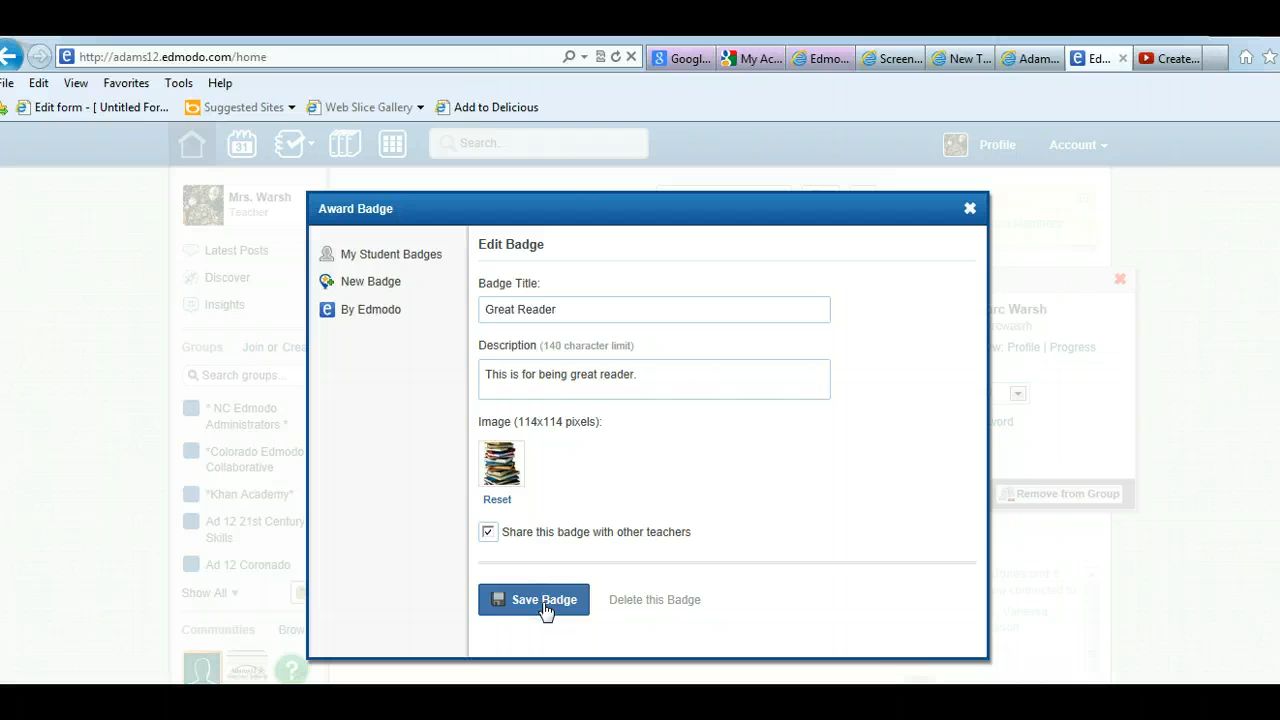 http://adams12.edmodo.com/home
Googl...
My Ac...
Edmo...
Screen...
New T...
Adam...
Ed...
Create...
File Edit View Favorites Tools Help
Edit form - [ Untitled For...
Suggested Sites
Web Slice Gallery
Add to Delicious
31
Search..
Profile
Account
Mrs. Warsh
Teacher
Latest Posts
Discover
Insights
Groups Join or Crea
Search groups...
* NC Edmodo
Administrators *
*Colorado Edmodo
Collaborative
*Khan Academy*
Ad 12 21st Century
Skills
Ad 12 Coronado
Show All
Communities Brow
Award Badge
My Student Badges
New Badge
By Edmodo
Edit Badge
Badge Title:
Great Reader
Description (140 character limit)
This is for being great reader.
Image (114x114 pixels):
Reset
Share this badge with other teachers
Save Badge
Delete this Badge
rc Warsh
w: Profile | Progress
word
Remove from Group